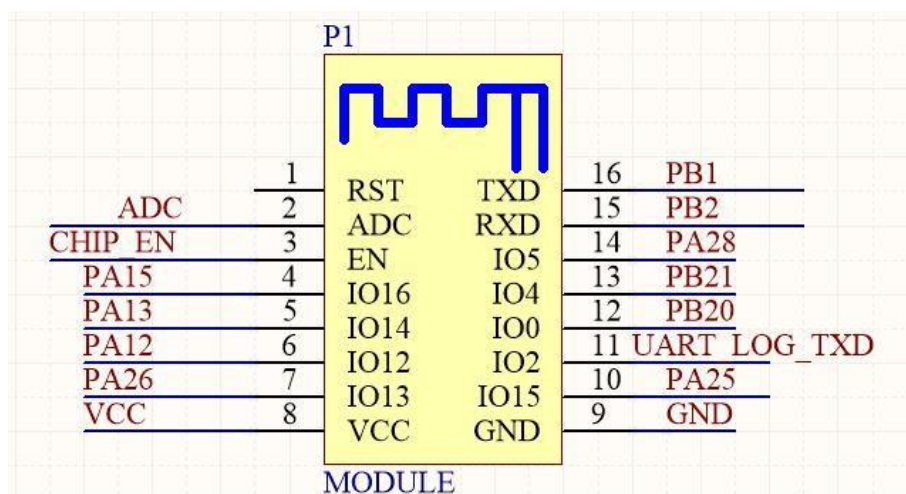 P1
1 RST TXD 16 PB1
ADC 2 ADC RXD 15 PB2
CHIP_EN 3 EN IO5 14 PA28
PA15 4 IO16 IO4 13 PB21
PA13 5 IO14 IO0 12 PB20
PA12 6 IO12 IO2 11 UART_LOG_TXD
PA26 7 IO13 IO15 10 PA25
VCC 8 VCC GND 9 GND
MODULE